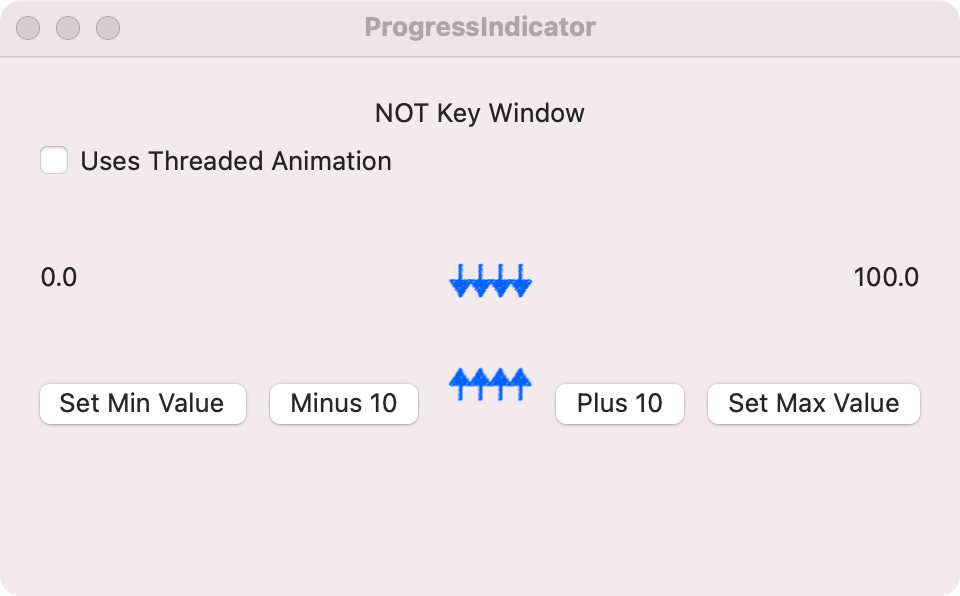 ProgressIndicator
NOT Key Window
Uses Threaded Animation
0.0 100.0
Set Min Value Minus 10 Plus 10 Set Max Value